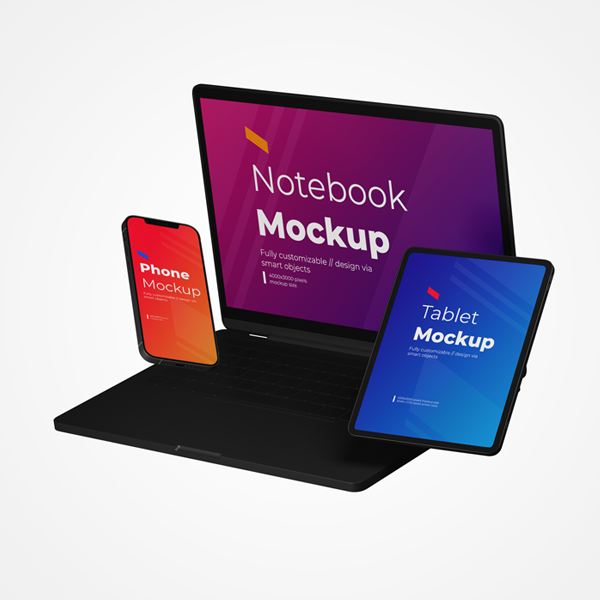 Notebook
Mockup
Fully customizable // design via
smart objects
4000x3000 pixels
mockup size
Phone
Mockup
Fully customizable // design via
smart objects
Tablet
Mockup
Fully customizable // design via
smart objects